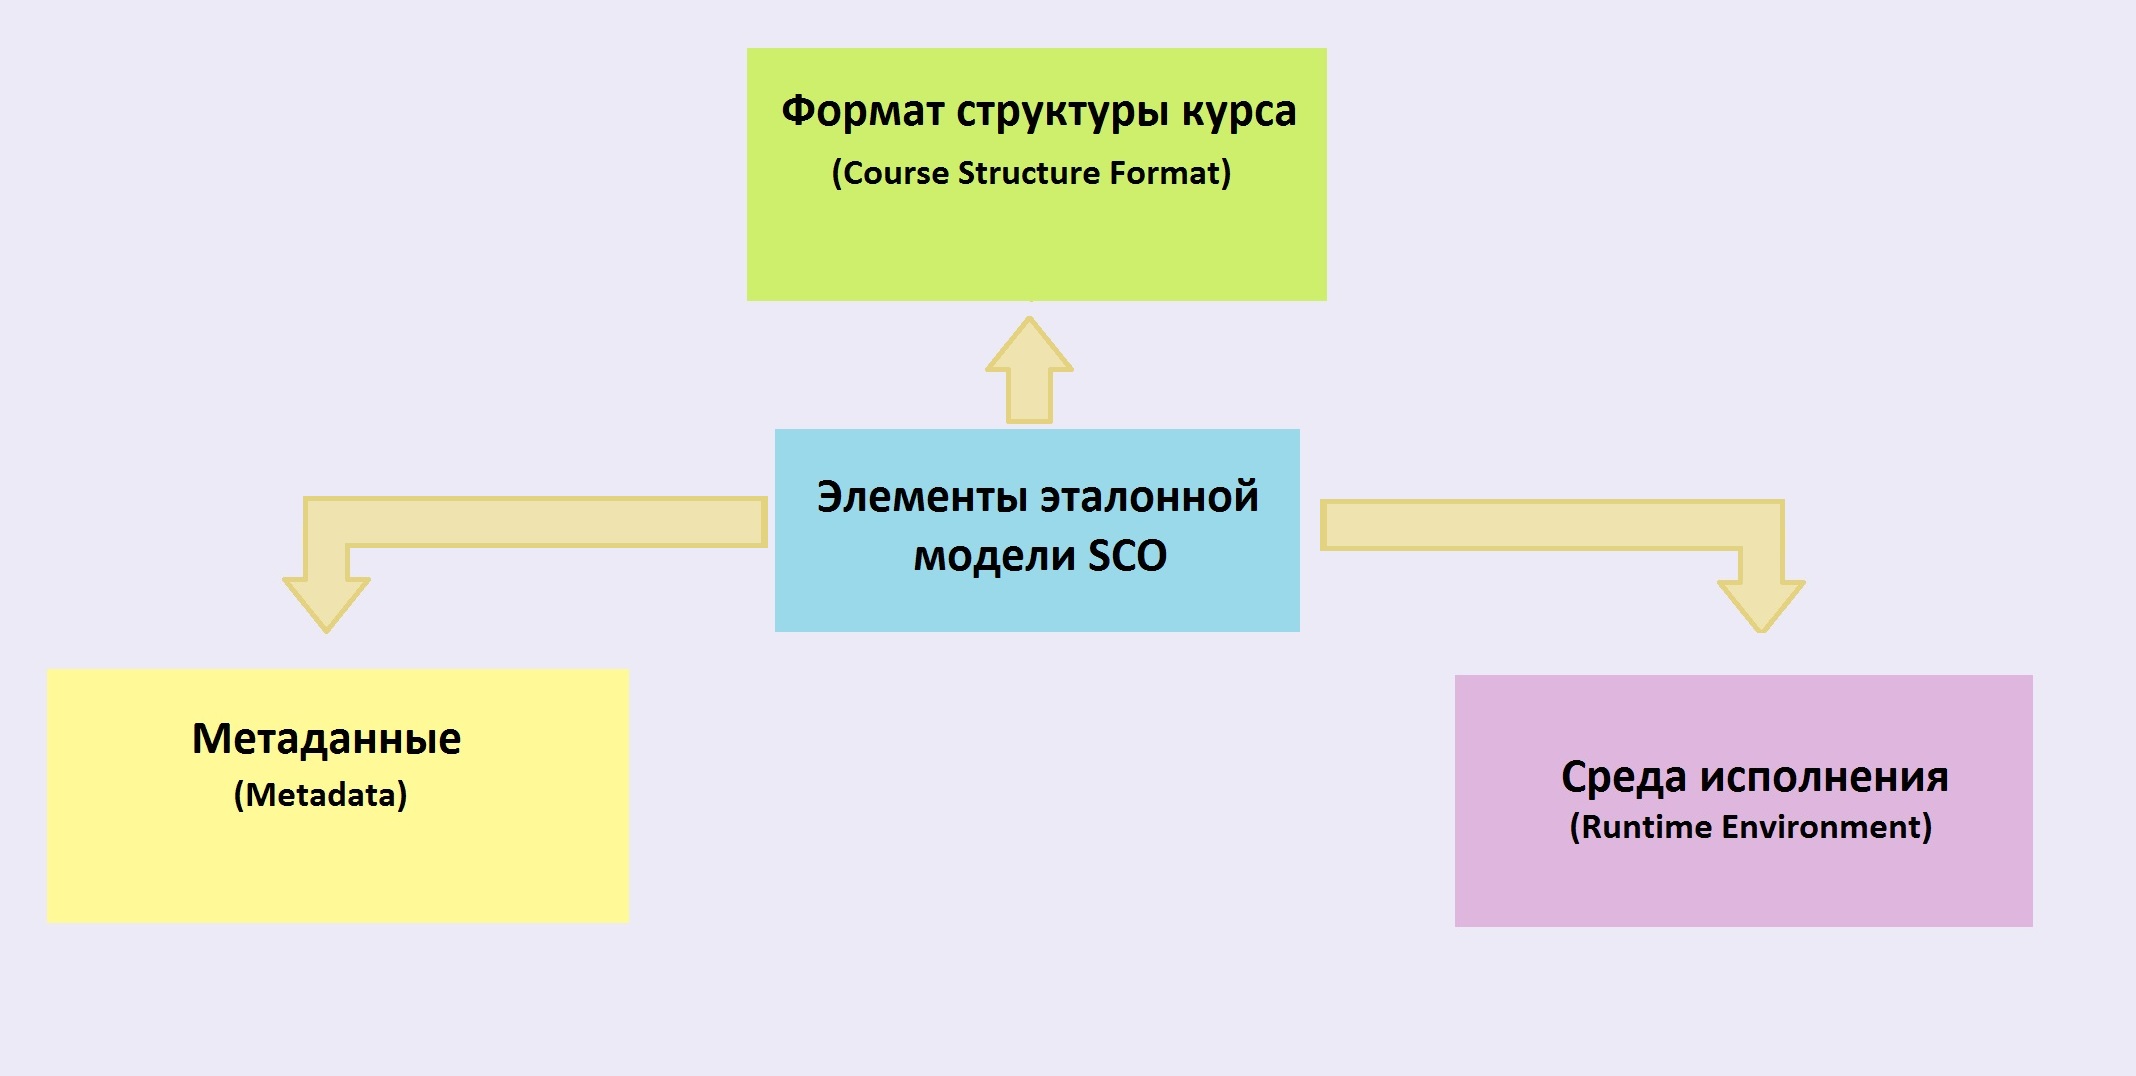 Формат структуры курса
(Course Structure Format)
Элементы эталонной
модели SCO
Метаданные
(Metadata)
Среда исполнения
(Runtime Environment)